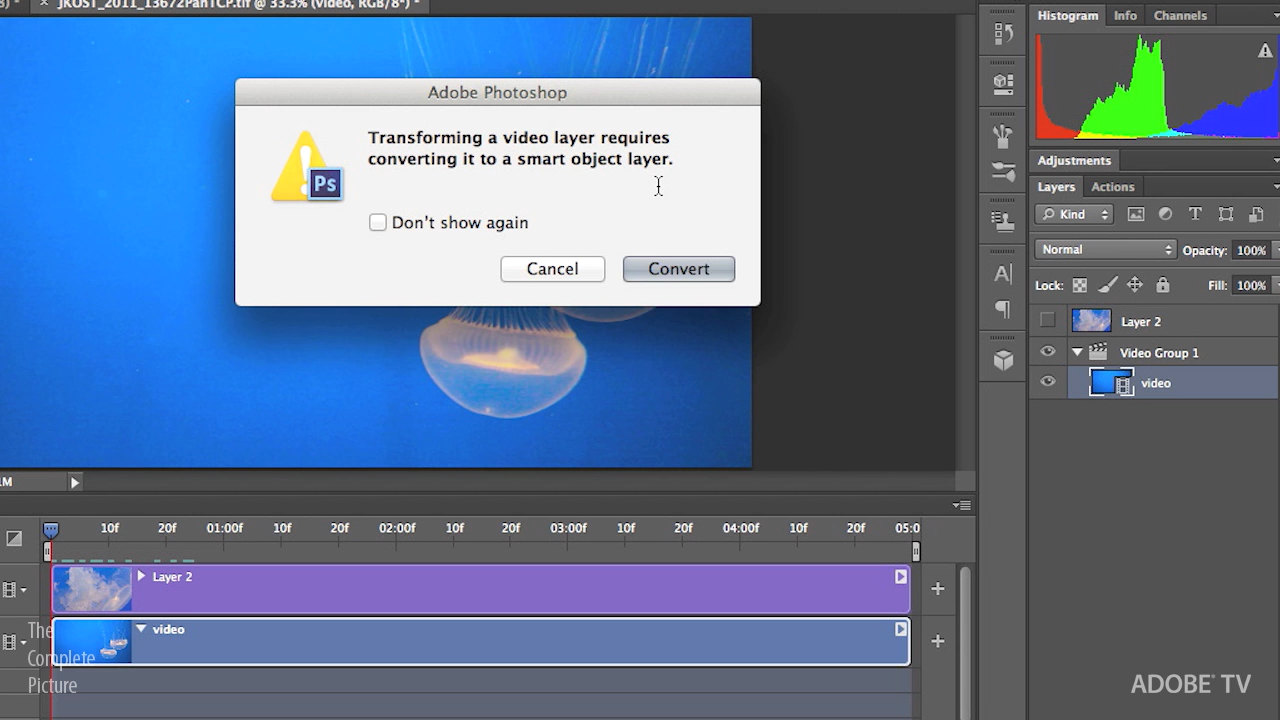 JKOST_2011_13672PanTCP.tif @ 33.3% (video, RGB/8*) *
Histogram Info Channels
Adobe Photoshop
Transforming a video layer requires
converting it to a smart object layer.
Ps
Don't show again
Cancel Convert
Adjustments
Layers Actions
Kind
Normal Opacity: 100%
Lock: Fill: 100%
Layer 2
Video Group 1
video
10f 20f 01:00f 10f 20f 02:00f 10f 20f 03:00f 10f 20f 04:00f 10f 20f 05:0
Layer 2
video
The
Complete
Picture
ADOBE® TV